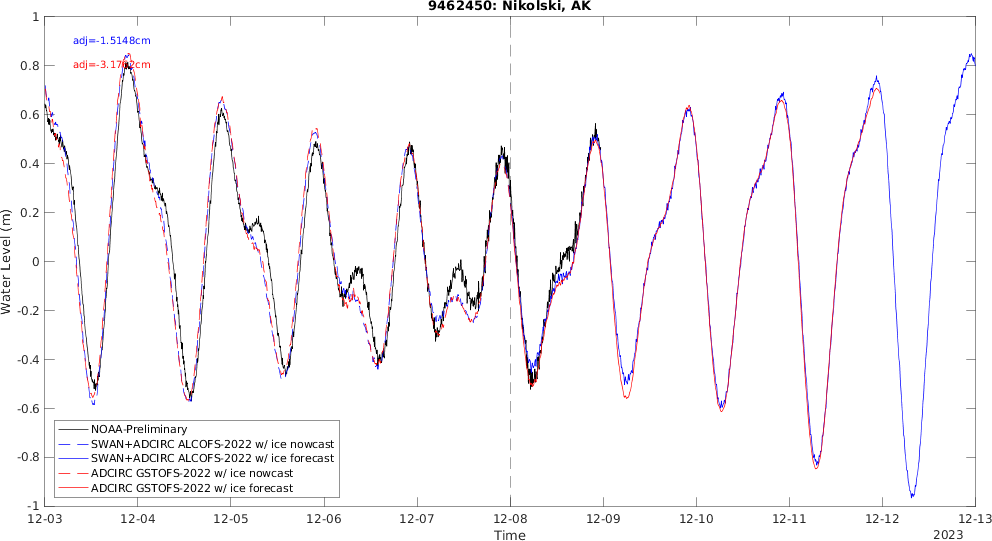 9462450: Nikolski, AK
adj=-1.5148cm
1
0.8
0.6
0.4
0.2
0
-0.2
-0.4
-0.6
-0.8
-1
Water Level (m)
NOAA-Preliminary
SWAN+ADCIRC ALCOFS-2022 w/ ice nowcast
SWAN+ADCIRC ALCOFS-2022 w/ ice forecast
ADCIRC GSTOFS-2022 w/ ice nowcast
ADCIRC GSTOFS-2022 w/ ice forecast
12-03 12-04 12-05 12-06 12-07 12-08 12-09 12-10 12-11 12-12 12-13
Time
2023